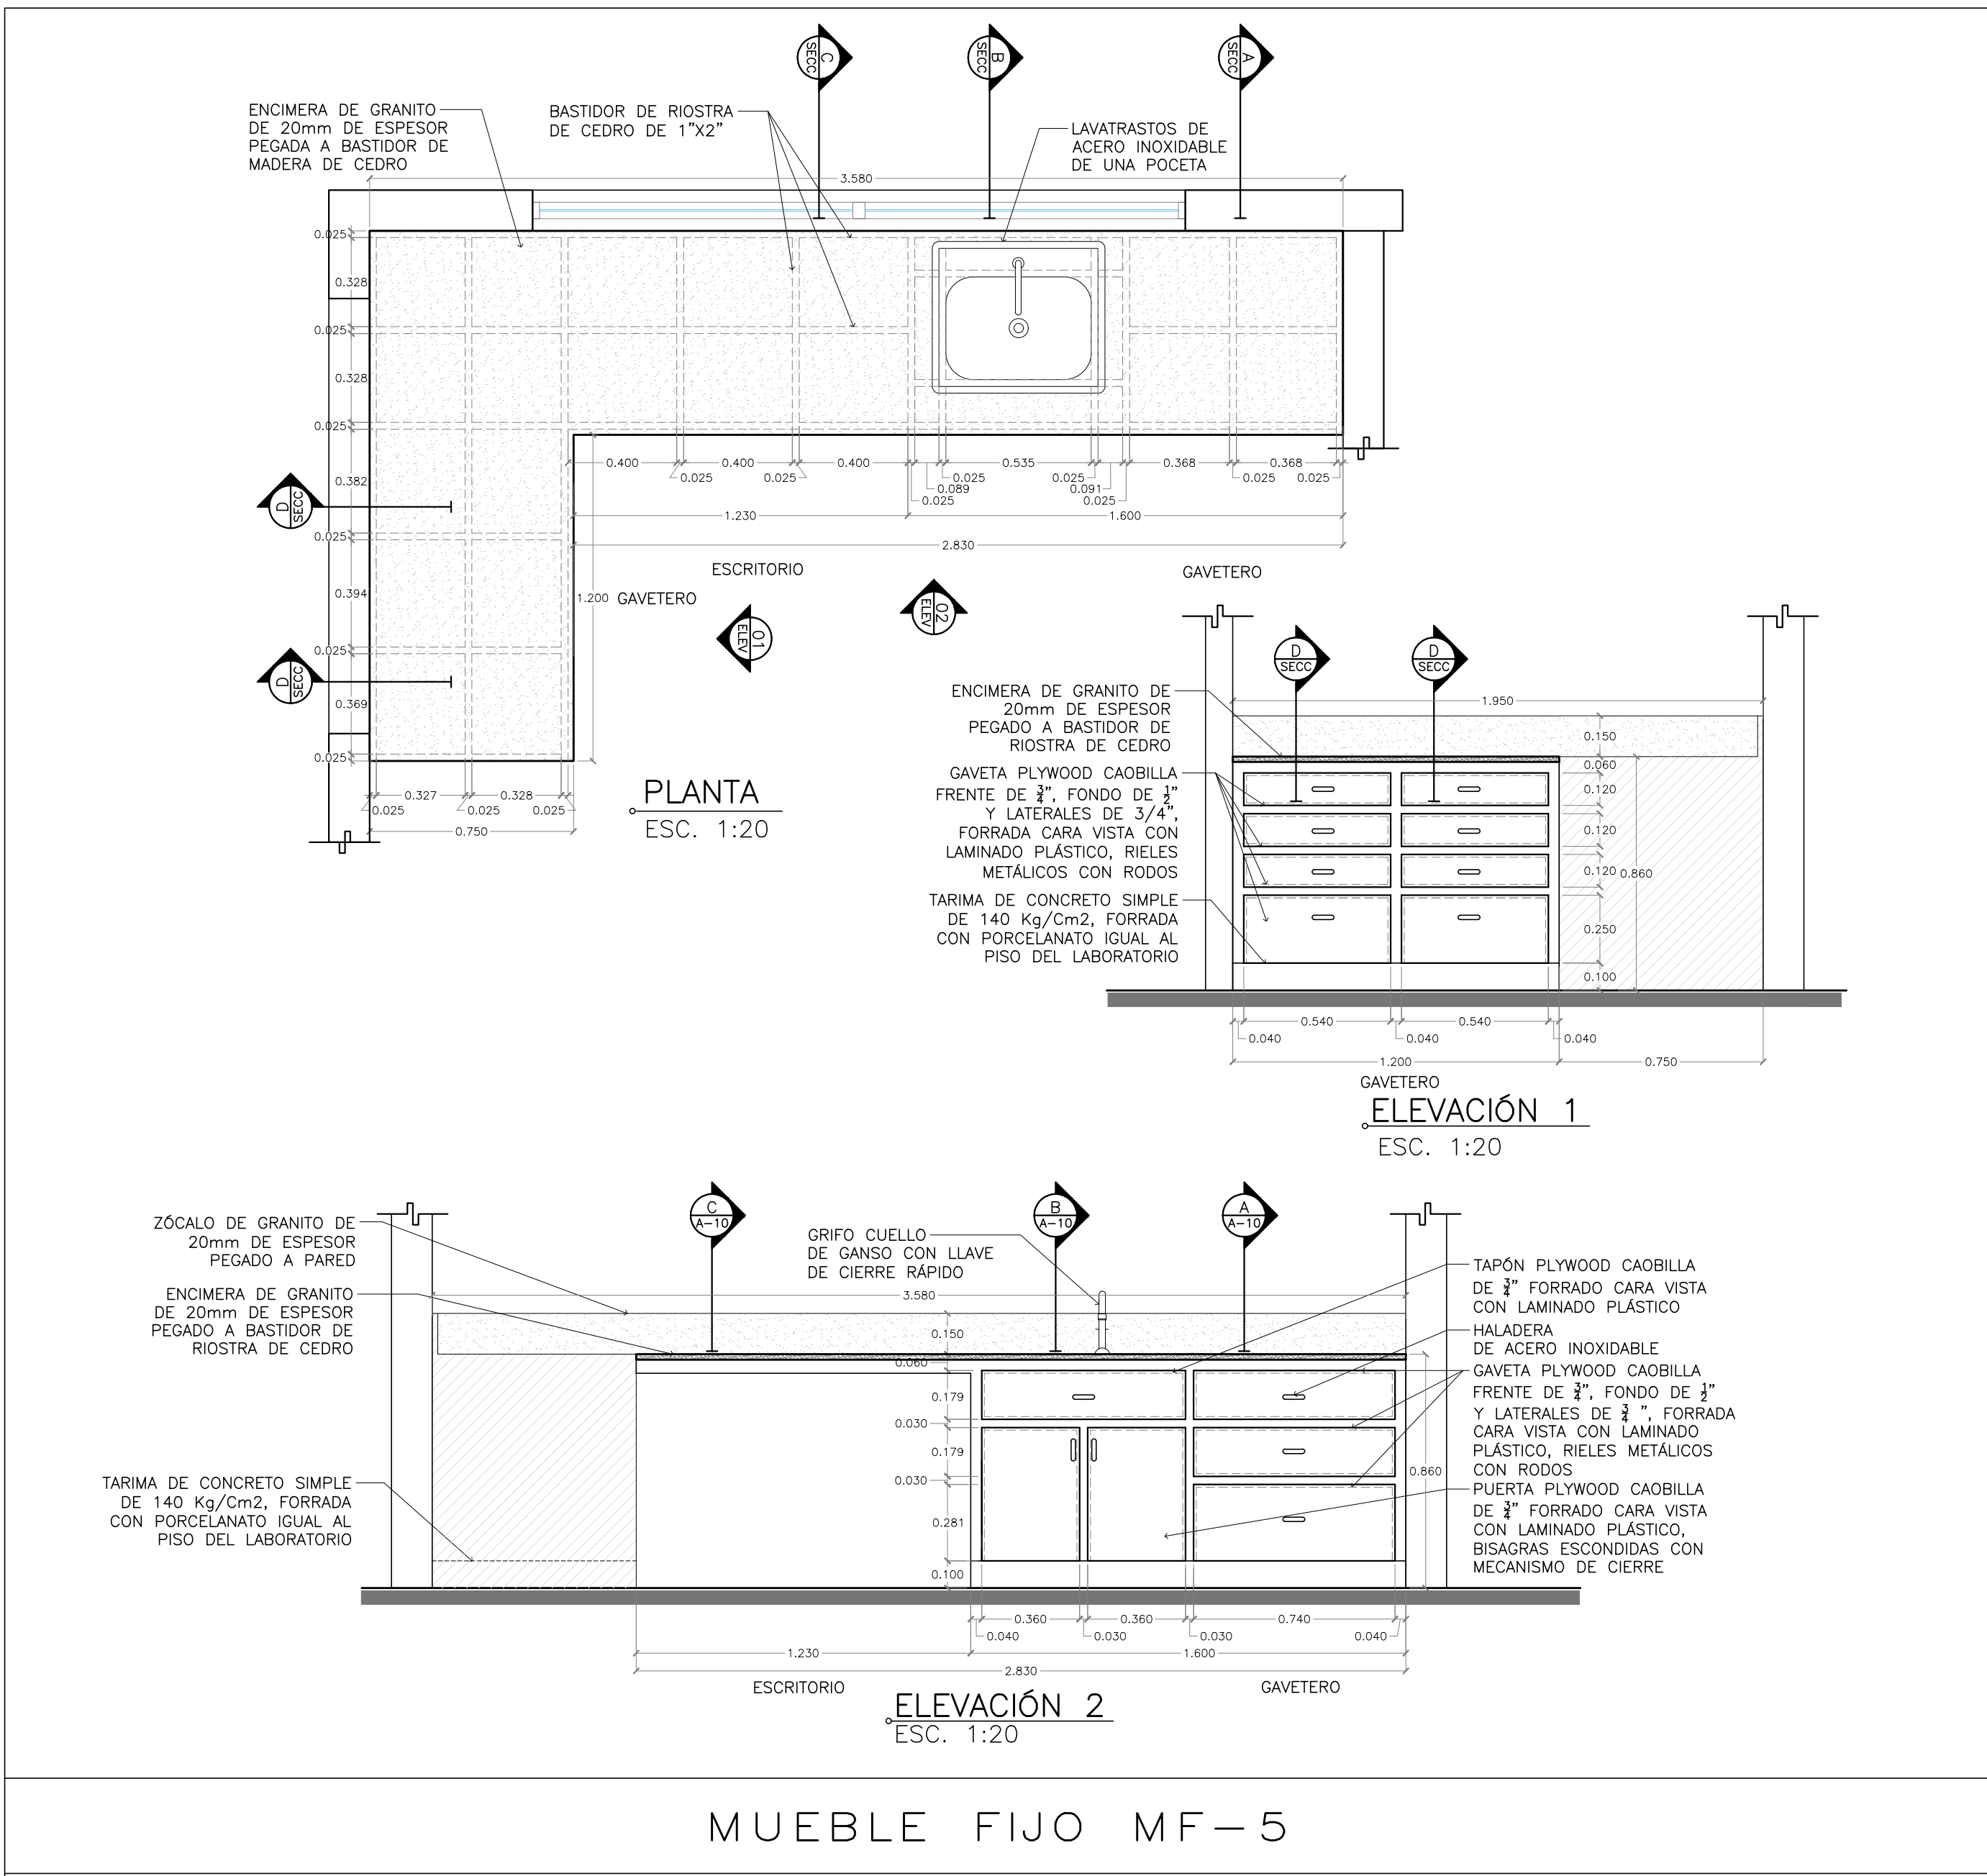 C
SECC
B
SECC
A
SECC
ENCIMERA DE GRANITO
DE 20mm DE ESPESOR
PEGADA A BASTIDOR DE
MADERA DE CEDRO
BASTIDOR DE RIOSTRA
DE CEDRO DE 1"X2"
LAVATRASTOS DE
ACERO INOXIDABLE
DE UNA POCETA
3.580
0.025
0.328
0.025
0.328
0.025
0.382
0.025
0.394
0.025
0.369
0.025
0.400
0.400
0.400
0.535
0.368
0.368
0.025
0.025
0.025
0.025
0.025
0.025
0.089
0.091
0.025
0.025
1.230
1.600
2.830
D
SECC
D
SECC
ESCRITORIO
GAVETERO
1.200
GAVETERO
01
ELEV
02
ELEV
0.327
0.328
0.025
0.025
0.025
0.750
PLANTA
ESC. 1:20
D
SECC
D
SECC
ENCIMERA DE GRANITO DE
20mm DE ESPESOR
PEGADO A BASTIDOR DE
RIOSTRA DE CEDRO
GAVETA PLYWOOD CAOBILLA
FRENTE DE 3/4", FONDO DE 1/2"
Y LATERALES DE 3/4",
FORRADA CARA VISTA CON
LAMINADO PLÁSTICO, RIELES
METÁLICOS CON RODOS
TARIMA DE CONCRETO SIMPLE
DE 140 Kg/Cm2, FORRADA
CON PORCELANATO IGUAL AL
PISO DEL LABORATORIO
1.950
0.150
0.060
0.120
0.120
0.120
0.860
0.250
0.100
0.540
0.540
0.040
0.040
0.040
1.200
0.750
GAVETERO
ELEVACIÓN 1
ESC. 1:20
C
A-10
B
A-10
A
A-10
ZÓCALO DE GRANITO DE
20mm DE ESPESOR
PEGADO A PARED
ENCIMERA DE GRANITO
DE 20mm DE ESPESOR
PEGADO A BASTIDOR DE
RIOSTRA DE CEDRO
TARIMA DE CONCRETO SIMPLE
DE 140 Kg/Cm2, FORRADA
CON PORCELANATO IGUAL AL
PISO DEL LABORATORIO
GRIFO CUELLO
DE GANSO CON LLAVE
DE CIERRE RÁPIDO
3.580
0.150
0.060
0.179
0.030
0.179
0.030
0.281
0.100
0.860
TAPÓN PLYWOOD CAOBILLA
DE 3/4" FORRADO CARA VISTA
CON LAMINADO PLÁSTICO
HALADERA
DE ACERO INOXIDABLE
GAVETA PLYWOOD CAOBILLA
FRENTE DE 3/4", FONDO DE 1/2"
Y LATERALES DE 3/4 ", FORRADA
CARA VISTA CON LAMINADO
PLÁSTICO, RIELES METÁLICOS
CON RODOS
PUERTA PLYWOOD CAOBILLA
DE 3/4" FORRADO CARA VISTA
CON LAMINADO PLÁSTICO,
BISAGRAS ESCONDIDAS CON
MECANISMO DE CIERRE
0.360
0.360
0.740
0.040
0.030
0.030
0.040
1.230
1.600
2.830
ESCRITORIO
GAVETERO
ELEVACIÓN 2
ESC. 1:20
MUEBLE FIJO MF-5